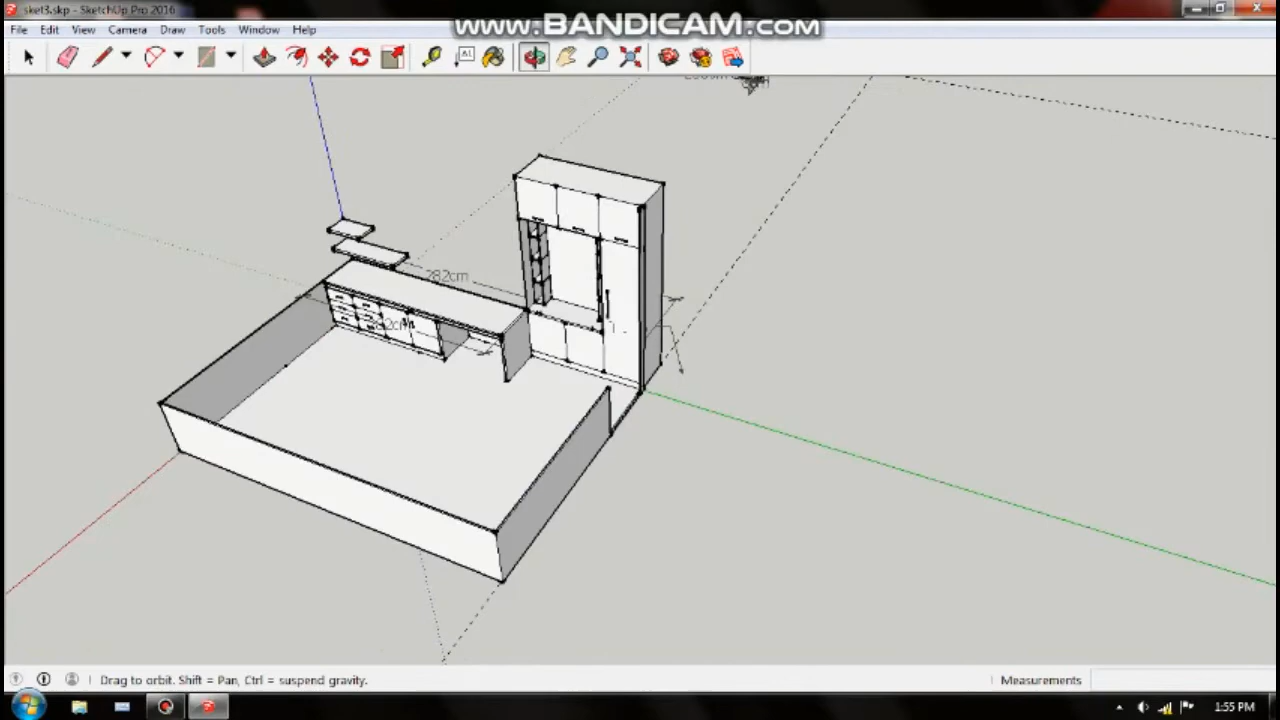 sket3.skp - SketchUp Pro 2016
www.BANDICAM.com
File Edit View Camera Draw Tools Window Help
282cm
Drag to orbit. Shift = Pan, Ctrl = suspend gravity.
Measurements
1:55 PM